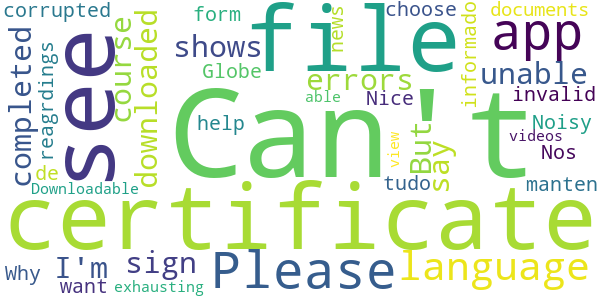 corrupted
form
news
choose
documents
file
app
see
course
downloaded
shows
completed
reagrdings
Globe
errors
unable
informado
able
Nice
invalid
Can't
But
say
help
Noisy
videos
view
Nos
de
Downloadable
tudo
manten
certificate
Why
I'm
sign
Please
language
want
exhausting